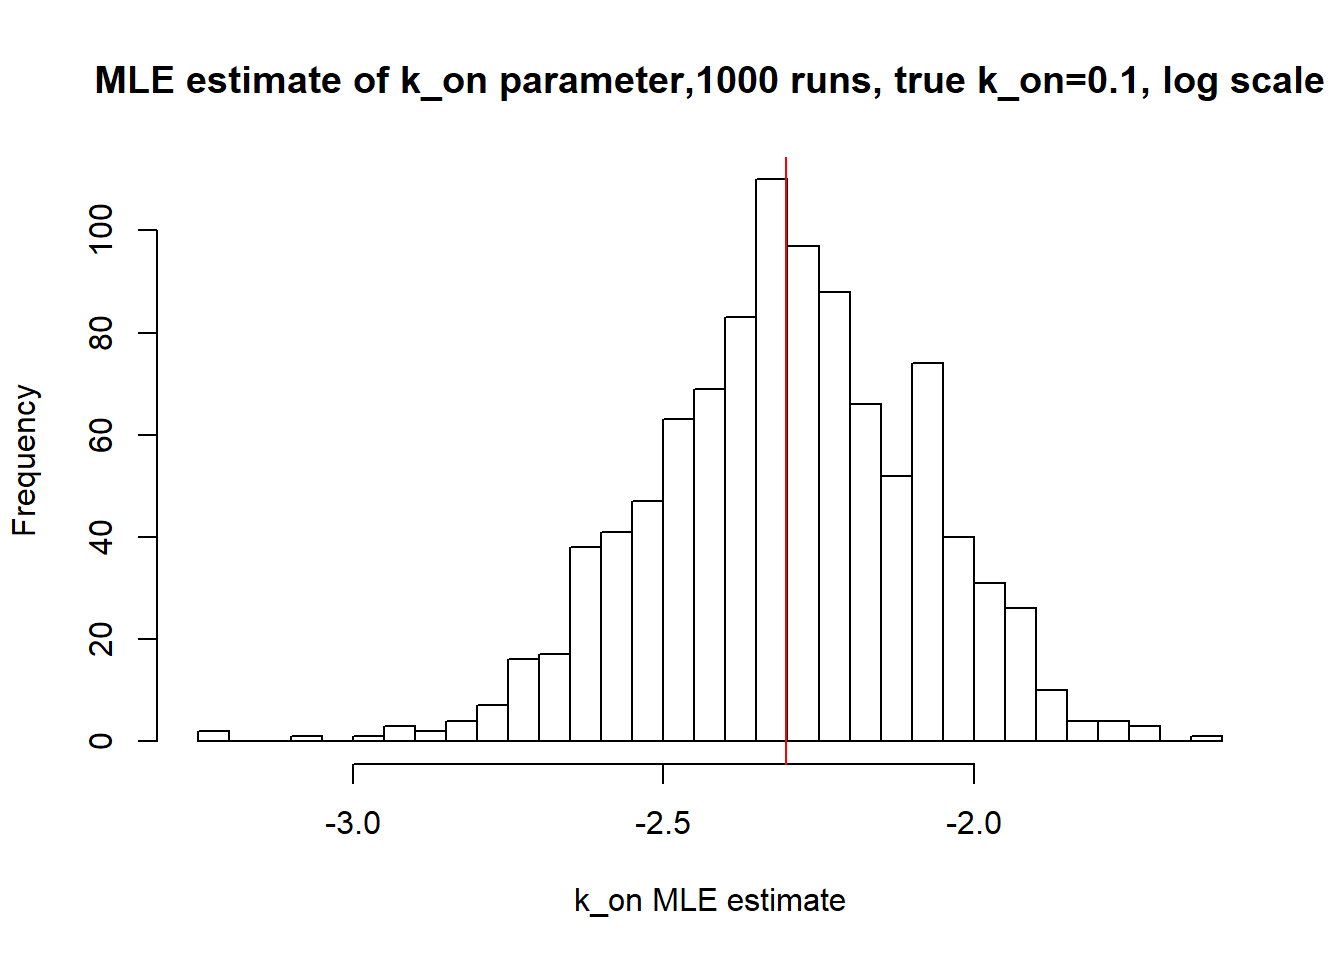 MLE estimate of k_on parameter,1000 runs, true k_on=0.1, log scale
Frequency
100
80
60
40
20
0
-3.0 -2.5 -2.0
k_on MLE estimate